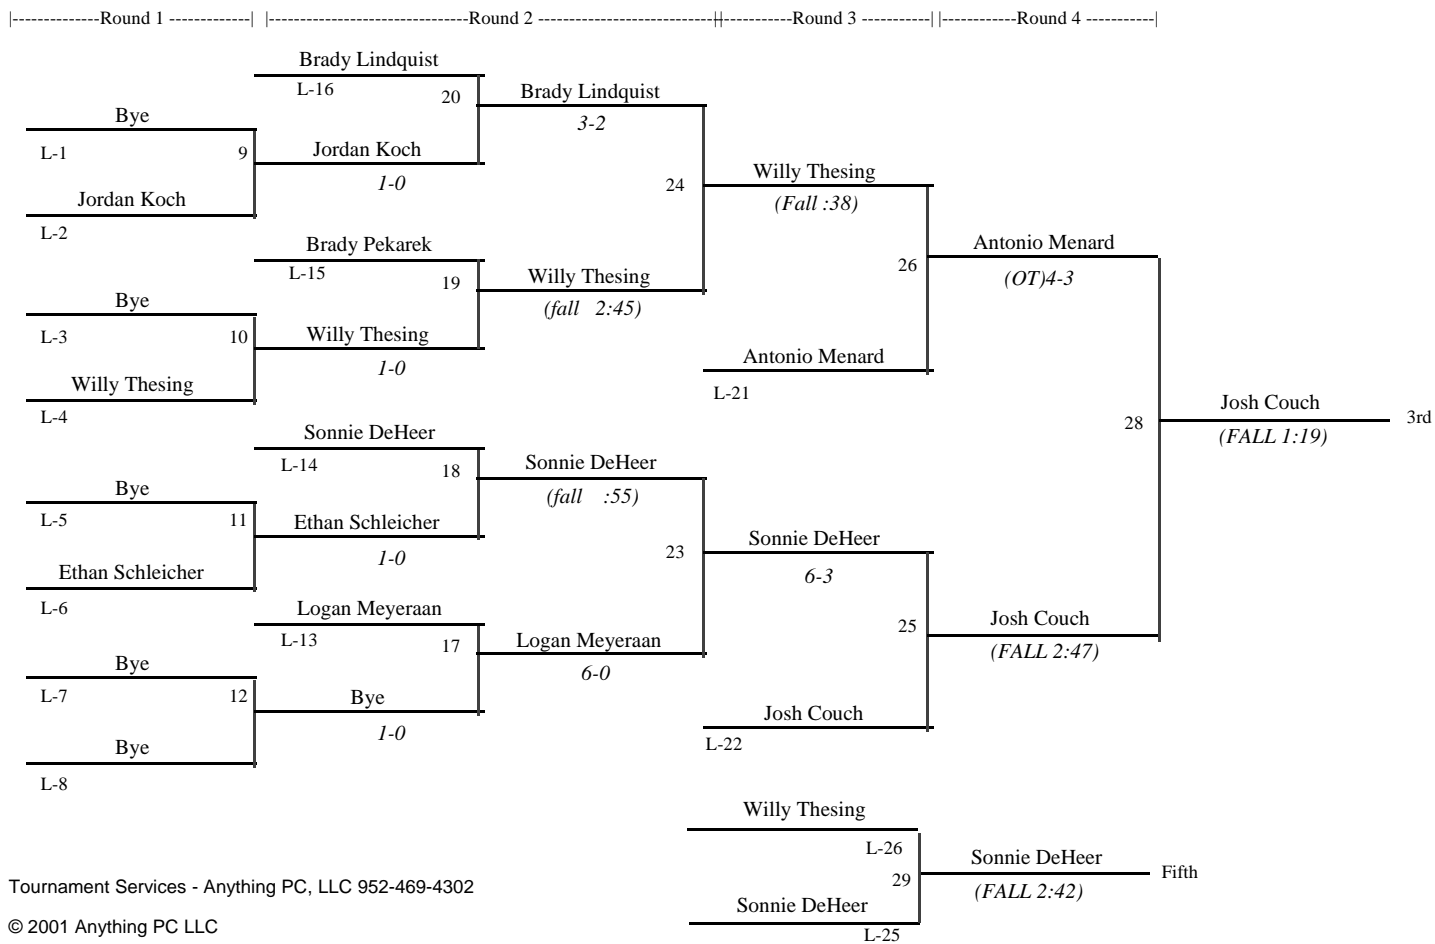 |--------------Round 1 -------------| |---------------------------------Round 2 -----------------------------||-----------Round 3 -----------||------------Round 4 -----------|
Brady Lindquist
L-16
20
Brady Lindquist
3-2
Bye
L-1
9
Jordan Koch
1-0
Jordan Koch
L-2
24
Willy Thesing
(Fall :38)
Brady Pekarek
L-15
19
Willy Thesing
(fall 2:45)
Bye
L-3
10
Willy Thesing
1-0
Willy Thesing
L-4
26
Antonio Menard
(OT)4-3
Antonio Menard
L-21
28
Josh Couch
(FALL 1:19)
3rd
Sonnie DeHeer
L-14
18
Sonnie DeHeer
(fall :55)
Bye
L-5
11
Ethan Schleicher
1-0
Ethan Schleicher
L-6
23
Sonnie DeHeer
6-3
Logan Meyeraan
L-13
17
Logan Meyeraan
6-0
Bye
L-7
12
Bye
1-0
Bye
L-8
25
Josh Couch
(FALL 2:47)
Josh Couch
L-22
Willy Thesing
L-26
29
Sonnie DeHeer
(FALL 2:42)
Fifth
Sonnie DeHeer
L-25
Tournament Services - Anything PC, LLC 952-469-4302
© 2001 Anything PC LLC